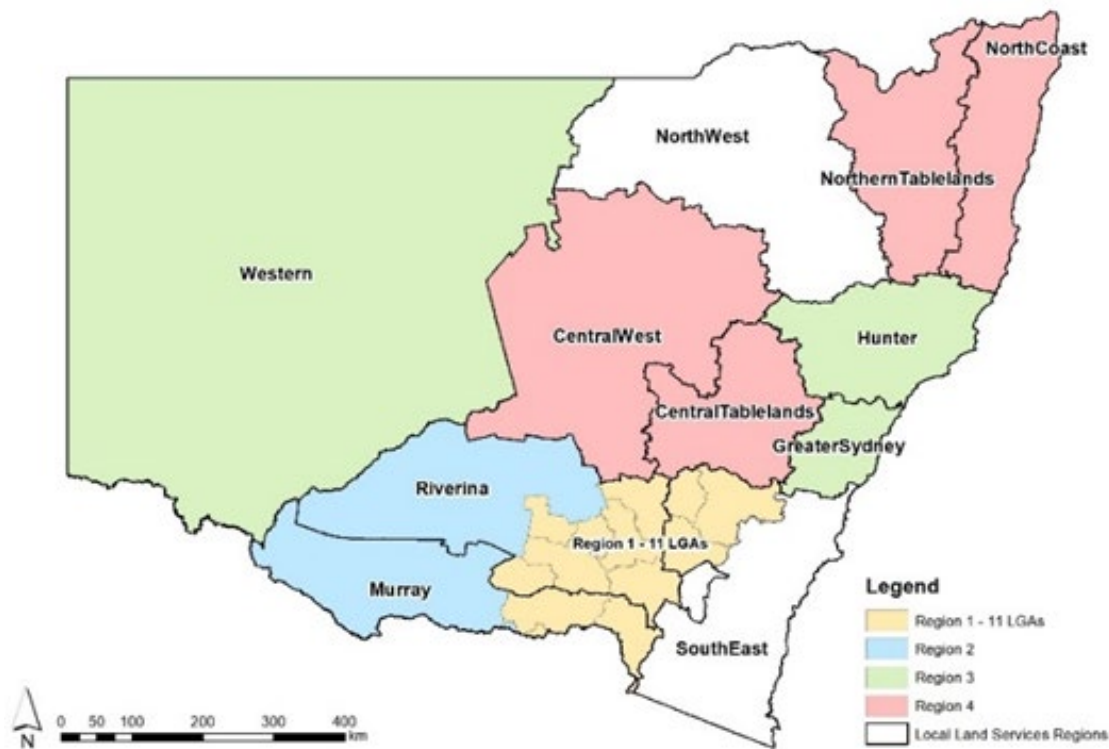 NorthCoast
NorthWest
NorthernTablelands
Western
CentralWest
Hunter
CentralTablelands
GreaterSydney
Riverina
Region 1 - 11 LGAs
Murray
SouthEast
Legend
Region 1 - 11 LGAs
Region 2
Region 3
Region 4
Local Land Services Regions
N
0 50 100 200 300 400
km